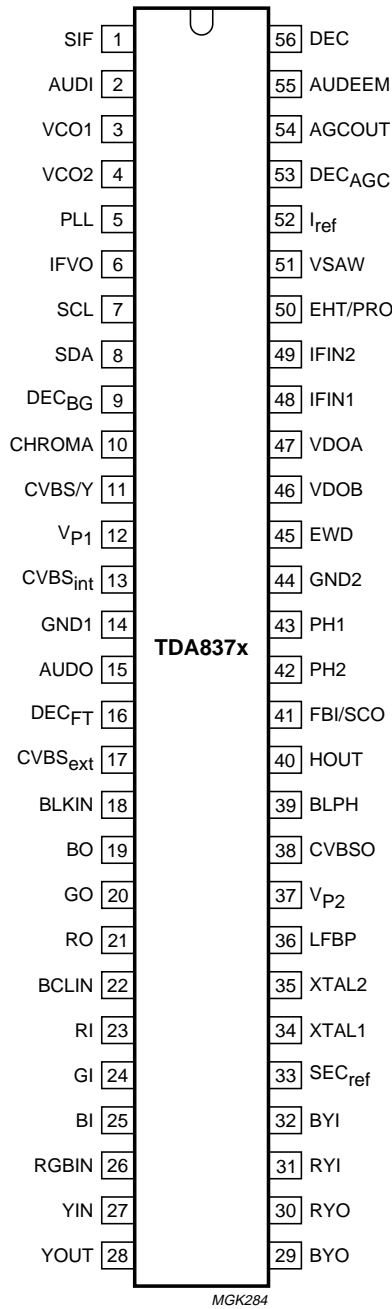 SIF 1 56 DEC
AUDI 2 55 AUDEEM
VCO1 3 54 AGCOUT
VCO2 4 53 DECAGC
PLL 5 52 Iref
IFVO 6 51 VSAW
SCL 7 50 EHT/PRO
SDA 8 49 IFIN2
DECBG 9 48 IFIN1
CHROMA 10 47 VDOA
CVBS/Y 11 46 VDOB
VP1 12 45 EWD
CVBSint 13 44 GND2
GND1 14 43 PH1
TDA837x
AUDO 15 42 PH2
DECFT 16 41 FBI/SCO
CVBSext 17 40 HOUT
BLKIN 18 39 BLPH
BO 19 38 CVBSO
GO 20 37 VP2
RO 21 36 LFBP
BCLIN 22 35 XTAL2
RI 23 34 XTAL1
GI 24 33 SECref
BI 25 32 BYI
RGBIN 26 31 RYI
YIN 27 30 RYO
YOUT 28 29 BYO
MGK284